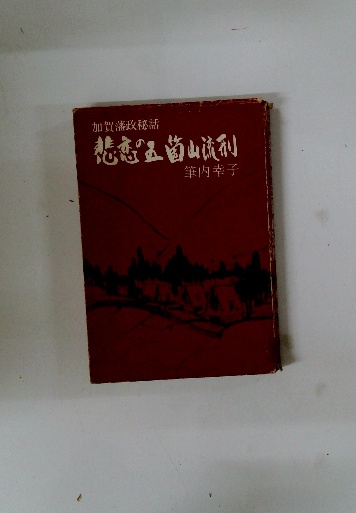 加賀藩政秘話
悲恋の五箇山流刑
筆内幸子